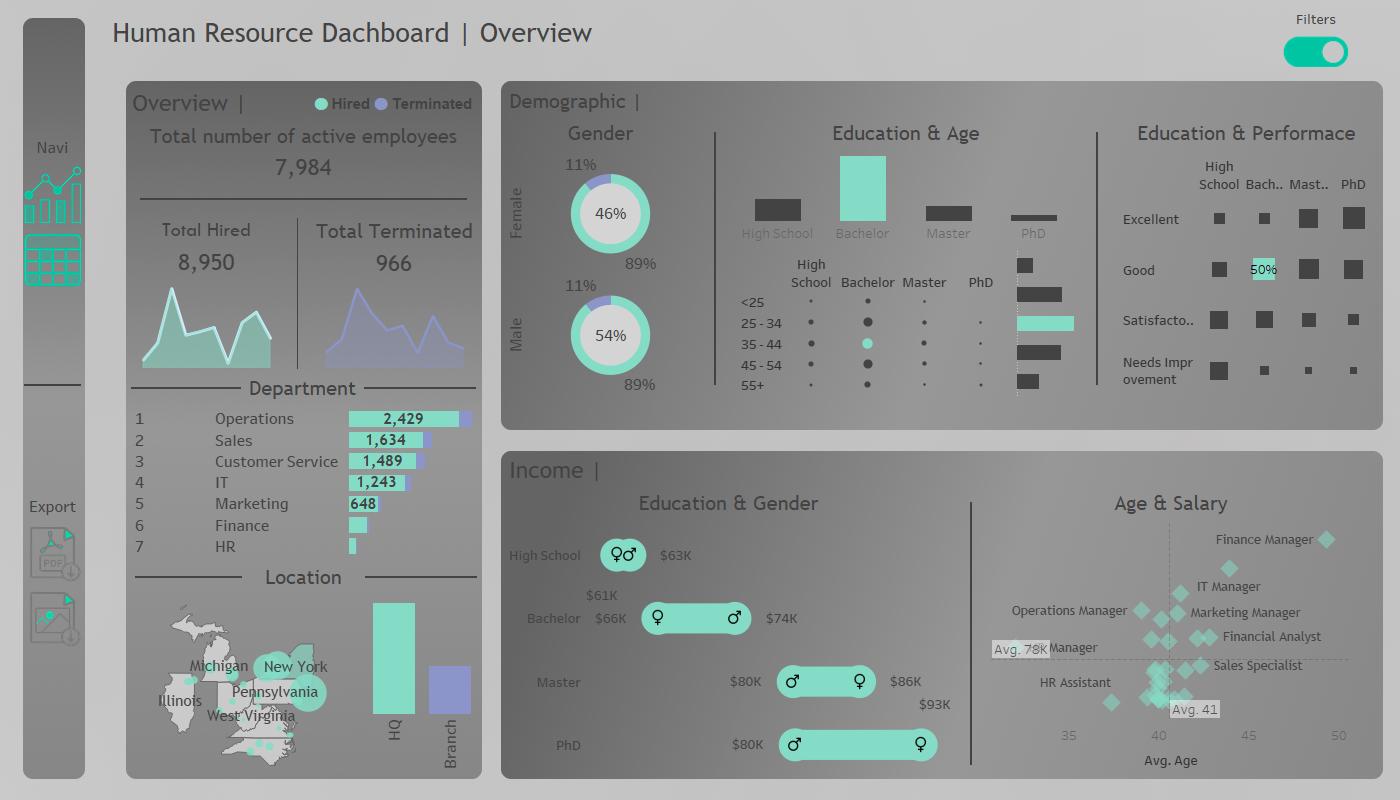 Human Resource Dachboard | Overview
Filters
Navi
Export
PDF
Overview |
Hired
Terminated
Total number of active employees
7,984
Total Hired
8,950
Total Terminated
966
Department
1 Operations 2,429
2 Sales 1,634
3 Customer Service 1,489
4 IT 1,243
5 Marketing 648
6 Finance
7 HR
Location
Michigan
New York
Illinois
Pennsylvania
West Virginia
HQ
Branch
Demographic |
Gender
Female
11%
46%
89%
Male
11%
54%
89%
Education & Age
High School
Bachelor
Master
PhD
High
School Bachelor Master PhD
<25
25 - 34
35 - 44
45 - 54
55+
Education & Performace
High
School Bach.. Mast.. PhD
Excellent
Good 50%
Satisfacto..
Needs Impr
ovement
Income |
Education & Gender
High School $63K
$61K
Bachelor $66K $74K
Master $80K $86K
$93K
PhD $80K
Age & Salary
Finance Manager
IT Manager
Operations Manager
Marketing Manager
Financial Analyst
Avg. 78K
Manager
Sales Specialist
HR Assistant
Avg. 41
35 40 45 50
Avg. Age